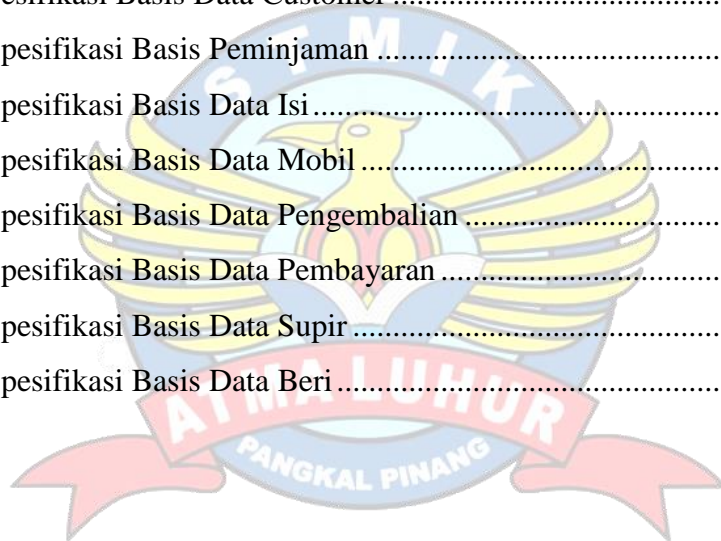 esifikasi Basis Data Customer ........................................
pesifikasi Basis Peminjaman ..........................................
pesifikasi Basis Data Isi..................................................
pesifikasi Basis Data Mobil ............................................
pesifikasi Basis Data Pengembalian ................................
pesifikasi Basis Data Pembayaran ...................................
pesifikasi Basis Data Supir ..............................................
pesifikasi Basis Data Beri ................................................
STMIK
ATMA LUHUR
PANGKAL PINANG